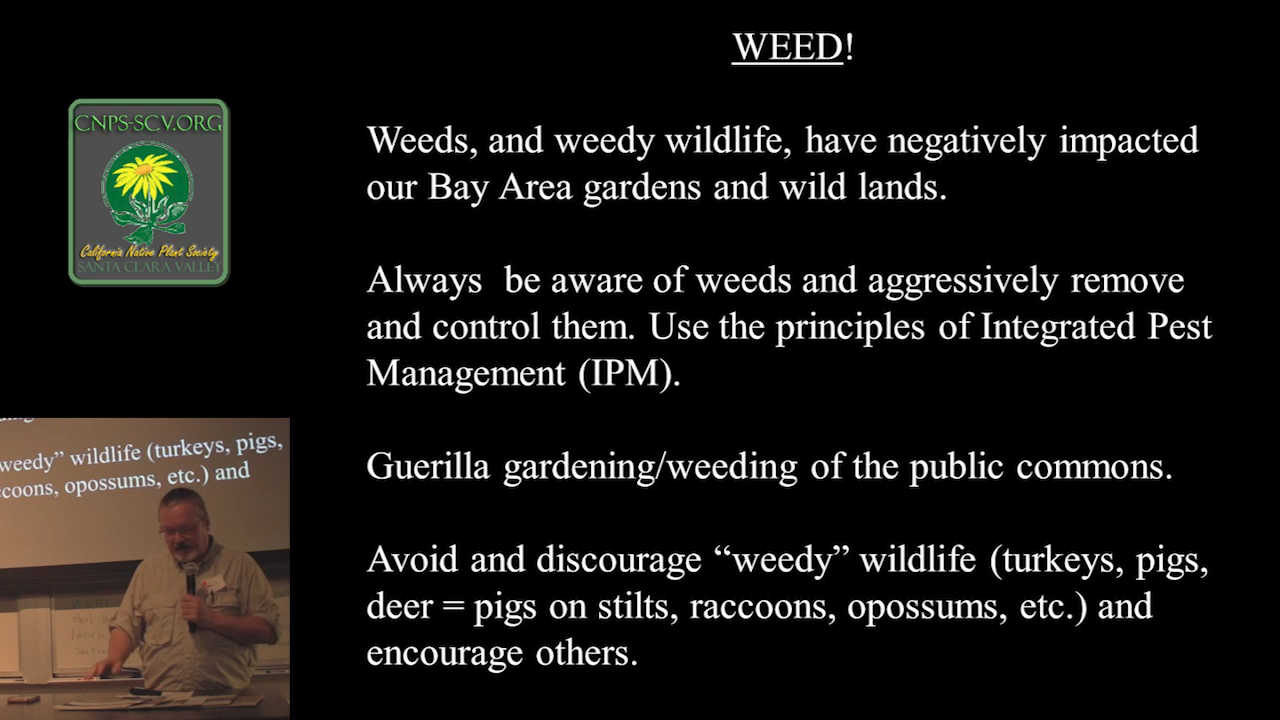 WEED!
CNPS-SCV.ORG
California Native Plant Society
SANTA CLARA VALLEY
Weeds, and weedy wildlife, have negatively impacted
our Bay Area gardens and wild lands.
Always be aware of weeds and aggressively remove
and control them. Use the principles of Integrated Pest
Management (IPM).
Guerilla gardening/weeding of the public commons.
Avoid and discourage “weedy” wildlife (turkeys, pigs,
deer = pigs on stilts, raccoons, opossums, etc.) and
encourage others.
weedy” wildlife (turkeys, pigs,
coons, opossums, etc.) and